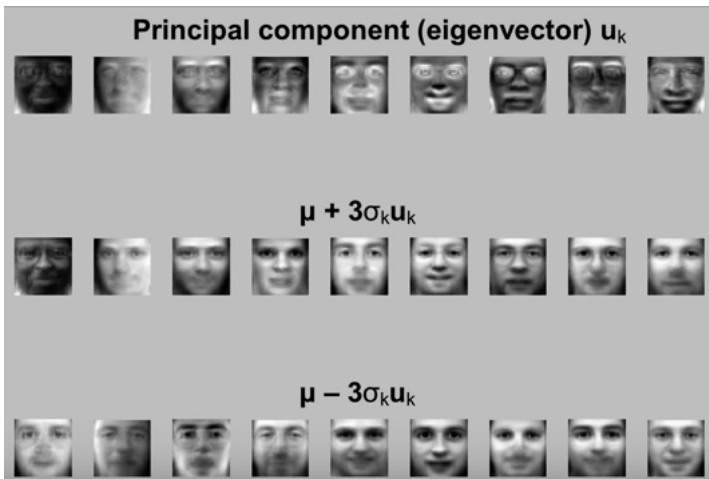 Principal component (eigenvector) uₖ
μ + 3σₖuₖ
μ – 3σₖuₖ